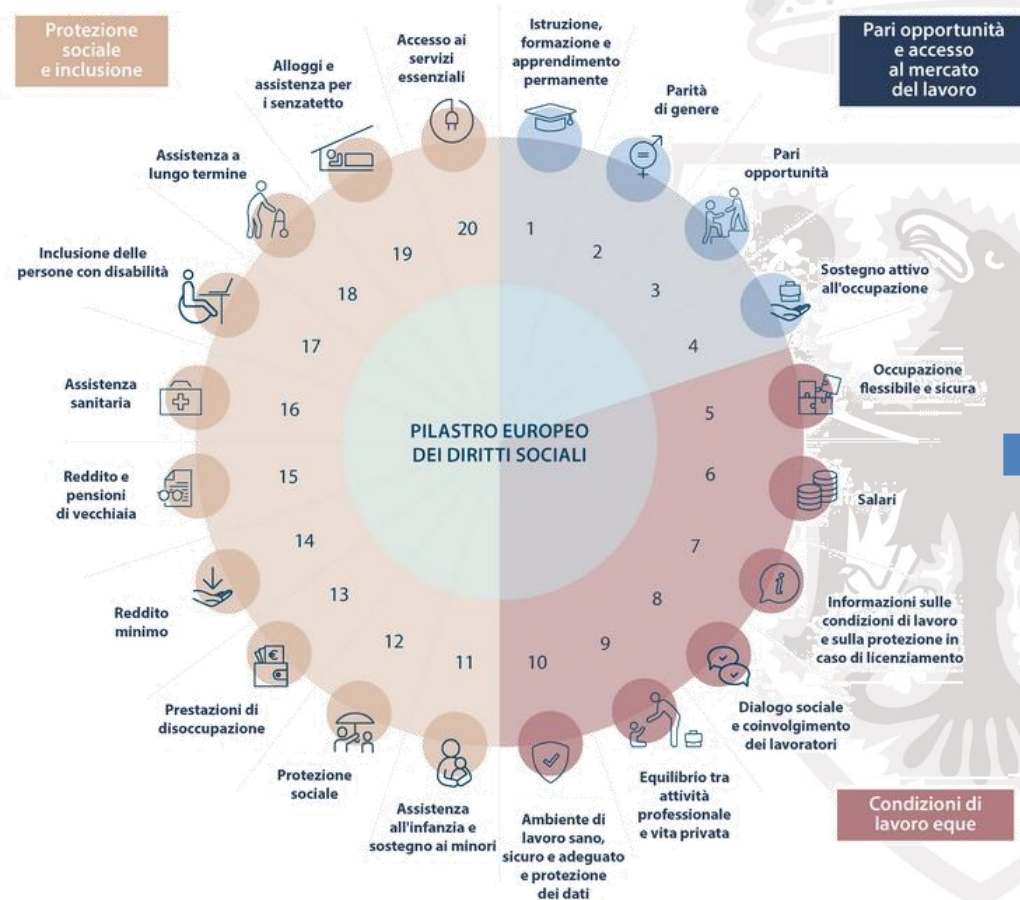 Protezione
sociale
e inclusione
Pari opportunità
e accesso
al mercato
del lavoro
Istruzione,
formazione e
apprendimento
permanente
Parità
di genere
Pari
opportunità
Sostegno attivo
all'occupazione
Occupazione
flessibile e sicura
Salari
Informazioni sulle
condizioni di lavoro
e sulla protezione in
caso di licenziamento
Dialogo sociale
e coinvolgimento
dei lavoratori
Equilibrio tra
attività
professionale
e vita privata
Ambiente di
lavoro sano,
sicuro e adeguato
e protezione
dei dati
Assistenza
all'infanzia e
sostegno ai minori
Protezione
sociale
Prestazioni di
disoccupazione
Reddito
minimo
Reddito e
pensioni
di vecchiaia
Assistenza
sanitaria
Inclusione delle
persone con disabilità
Assistenza a
lungo termine
Alloggi e
assistenza per
i senzatetto
Accesso ai
servizi
essenziali
1
2
3
4
5
6
7
8
9
10
11
12
13
14
15
16
17
18
19
20
PILASTRO EUROPEO
DEI DIRITTI SOCIALI
Condizioni di
lavoro eque